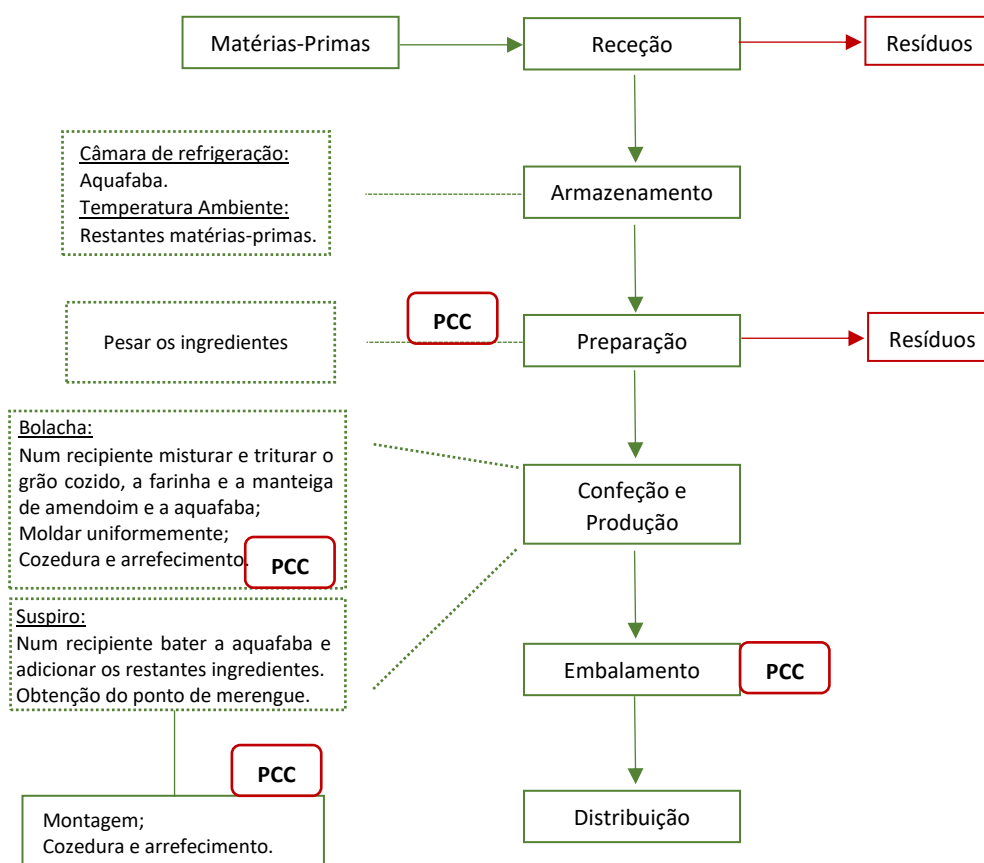 Matérias-Primas
Receção
Resíduos
Câmara de refrigeração:
Aquafaba.
Temperatura Ambiente:
Restantes matérias-primas.
Armazenamento
Pesar os ingredientes
PCC
Preparação
Resíduos
Bolacha:
Num recipiente misturar e triturar o
grão cozido, a farinha e a manteiga
de amendoim e a aquafaba;
Moldar uniformemente;
Cozedura e arrefecimento.
PCC
Confeção e
Produção
Suspiro:
Num recipiente bater a aquafaba e
adicionar os restantes ingredientes.
Obtenção do ponto de merengue.
Embalamento
PCC
PCC
Montagem;
Cozedura e arrefecimento.
Distribuição